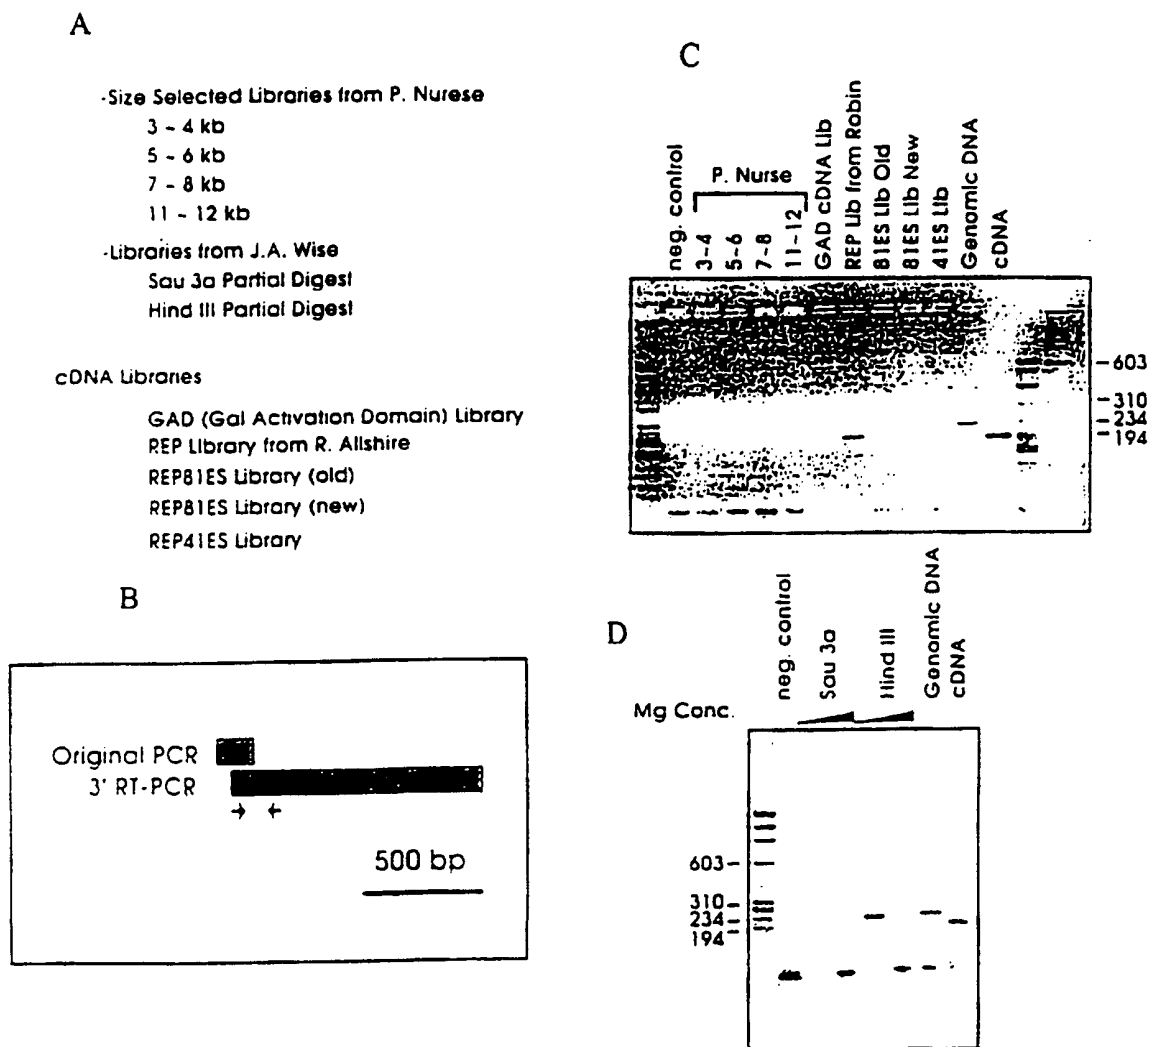 A
-Size Selected Libraries from P. Nurese
3 - 4 kb
5 - 6 kb
7 - 8 kb
11 - 12 kb
-Libraries from J.A. Wise
Sau 3a Partial Digest
Hind III Partial Digest
cDNA Libraries
GAD (Gal Activation Domain) Library
REP Library from R. Allshire
REP81ES Library (old)
REP81ES Library (new)
REP41ES Library
B
Original PCR
3' RT-PCR
500 bp
C
neg. control
P. Nurse
3-4
5-6
7-8
11-12
GAD cDNA Lib
REP Lib from Robin
81ES Lib Old
81ES Lib New
41ES Lib
Genomic DNA
cDNA
603
310
234
194
D
neg. control
Sau 3a
Hind III
Genomic DNA
cDNA
Mg Conc.
603
310
234
194